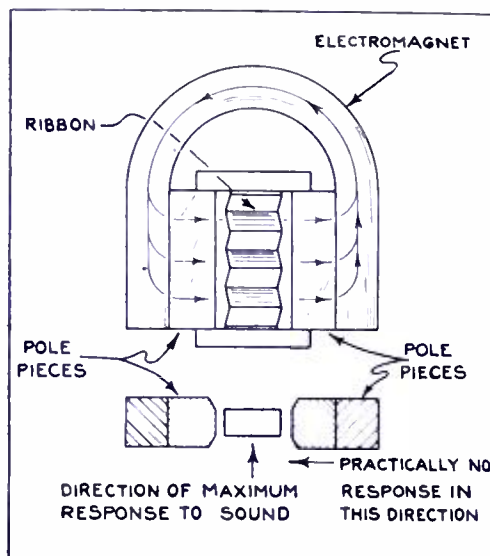 ELECTROMAGNET
RIBBON
POLE
PIECES
POLE
PIECES
DIRECTION OF MAXIMUM
RESPONSE TO SOUND
PRACTICALLY NO
RESPONSE IN
THIS DIRECTION